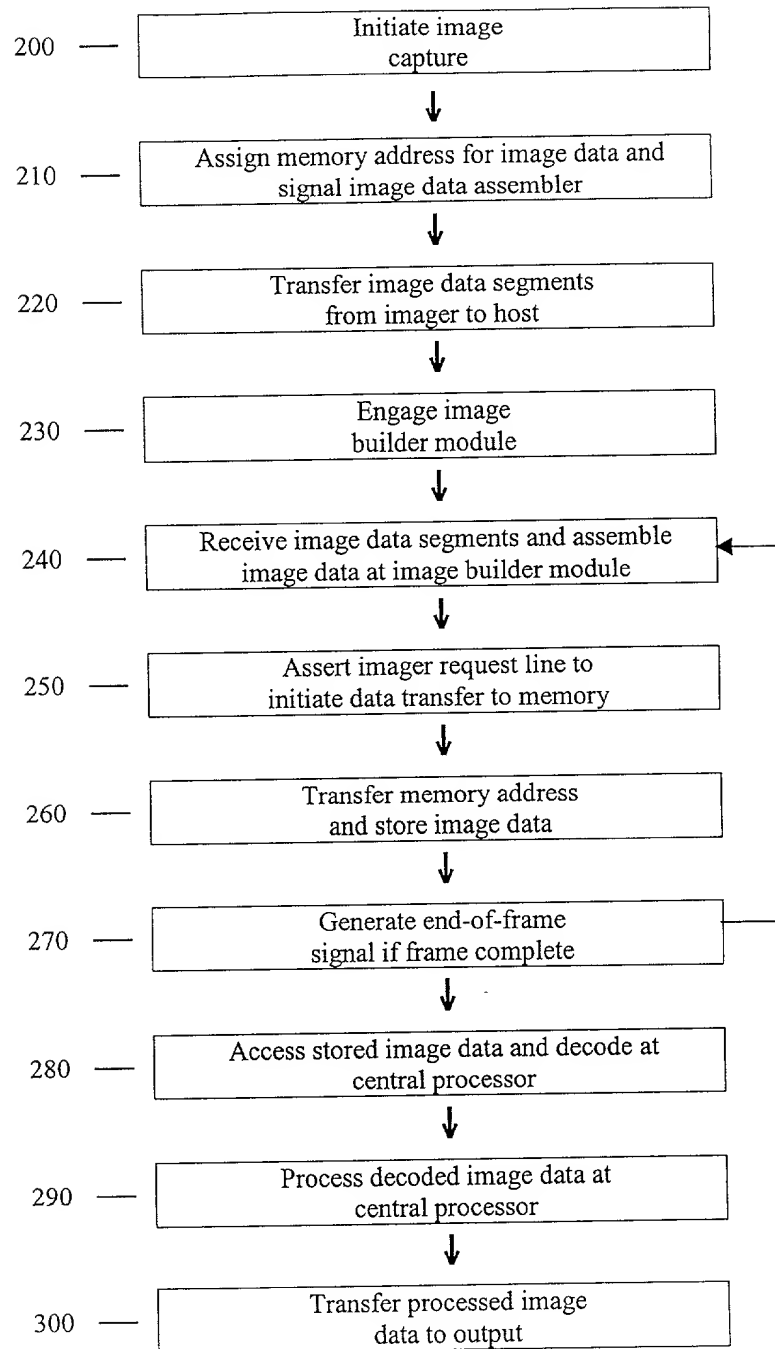 200
Initiate image
capture
210
Assign memory address for image data and
signal image data assembler
220
Transfer image data segments
from imager to host
230
Engage image
builder module
240
Receive image data segments and assemble
image data at image builder module
250
Assert imager request line to
initiate data transfer to memory
260
Transfer memory address
and store image data
270
Generate end-of-frame
signal if frame complete
280
Access stored image data and decode at
central processor
290
Process decoded image data at
central processor
300
Transfer processed image
data to output